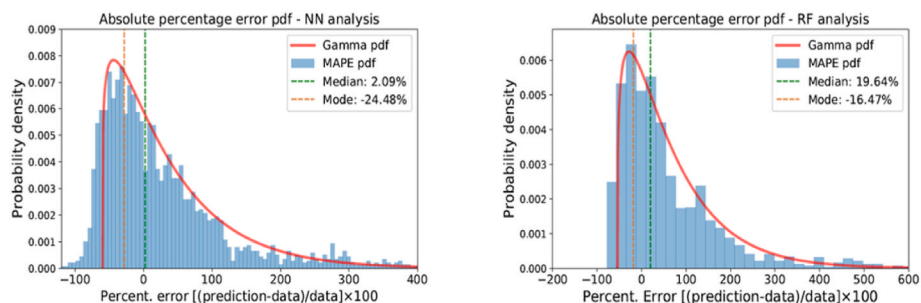 Absolute percentage error pdf - NN analysis
0.009
0.008
0.007
0.006
0.005
0.004
0.003
0.002
0.001
0.000
Probability density
Gamma pdf
MAPE pdf
Median: 2.09%
Mode: -24.48%
-100 0 100 200 300 400
Percent. error [(prediction-data)/data]×100
Absolute percentage error pdf - RF analysis
0.006
0.005
0.004
0.003
0.002
0.001
0.000
Probability density
Gamma pdf
MAPE pdf
Median: 19.64%
Mode: -16.47%
−200 −100 0 100 200 300 400 500 600
Percent. Error [(prediction-data)/data]×100